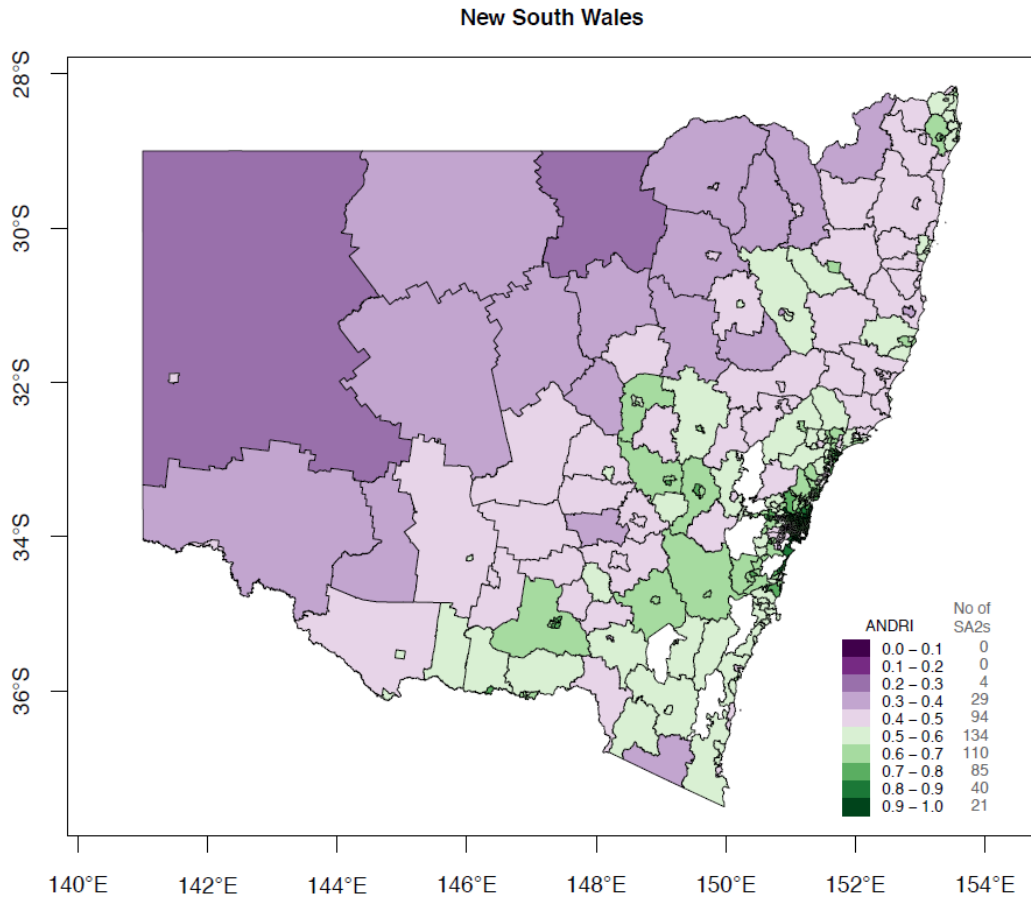 New South Wales
28°S
30°S
32°S
34°S
36°S
No of
ANDRI SA2s
0.0 – 0.1 0
0.1 – 0.2 0
0.2 – 0.3 4
0.3 – 0.4 29
0.4 – 0.5 94
0.5 – 0.6 134
0.6 – 0.7 110
0.7 – 0.8 85
0.8 – 0.9 40
0.9 – 1.0 21
140°E 142°E 144°E 146°E 148°E 150°E 152°E 154°E